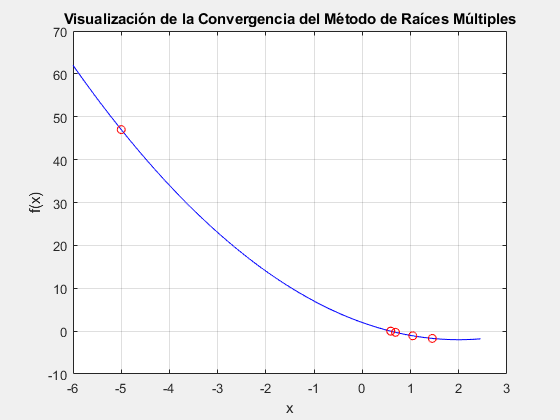 Visualización de la Convergencia del Método de Raíces Múltiples
70
60
50
40
30
20
10
0
-10
f(x)
-6 -5 -4 -3 -2 -1 0 1 2 3
x